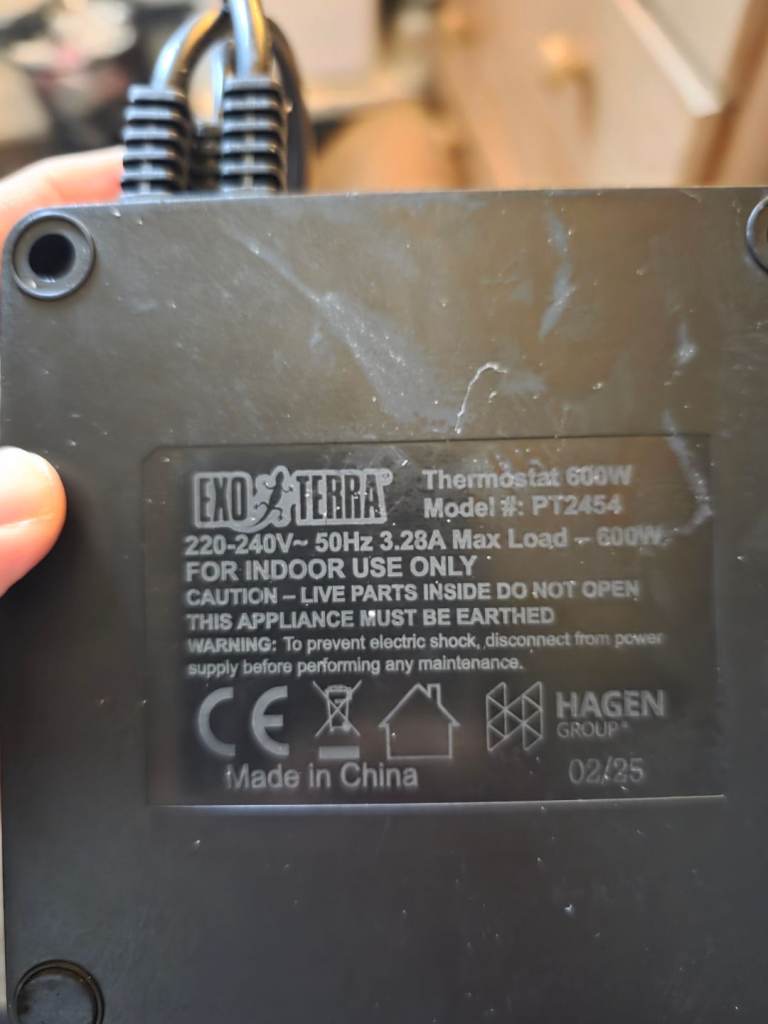 EXO TERRA®
Thermostat 600W
Model #: PT2454
220-240V~ 50Hz 3.28A Max Load – 600W
FOR INDOOR USE ONLY
CAUTION – LIVE PARTS INSIDE DO NOT OPEN
THIS APPLIANCE MUST BE EARTHED
WARNING: To prevent electric shock, disconnect from power
supply before performing any maintenance.
CE
HAGEN
GROUP®
Made in China
02/25